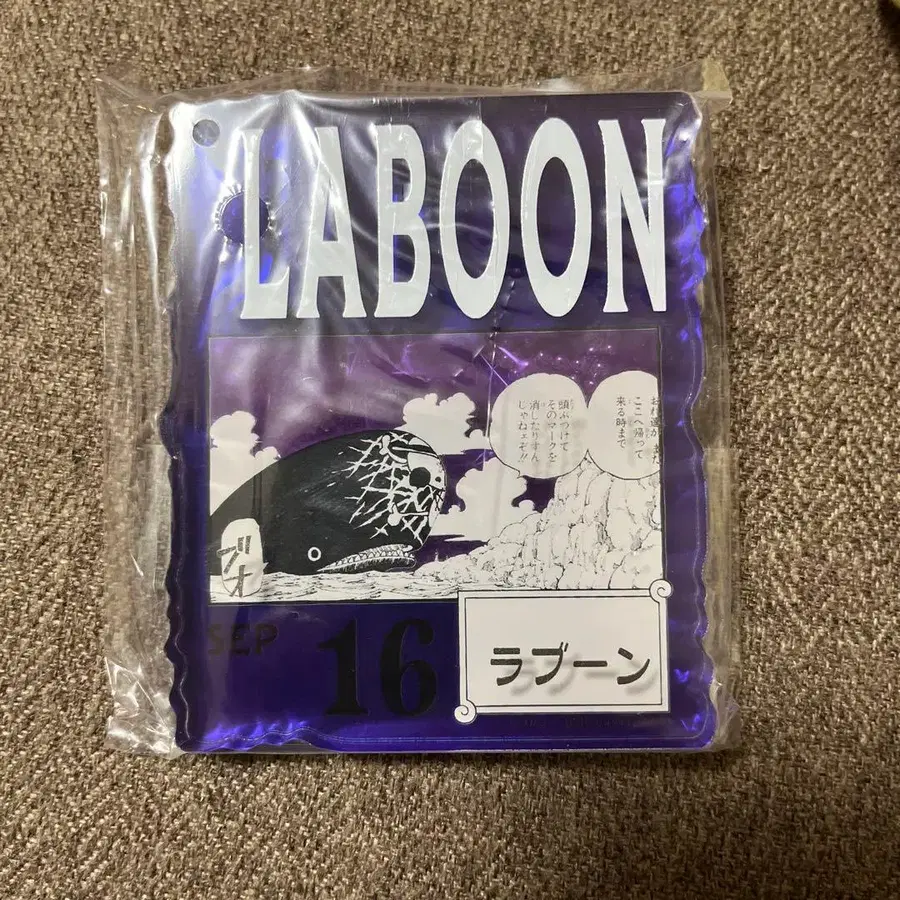 LABOON
おれ達が また
ここへ帰って
来る時まで
頭ぶつけて
そのマークを
消したりすん
じゃねェぞ!!
ブオ
SEP 16
ラブーン